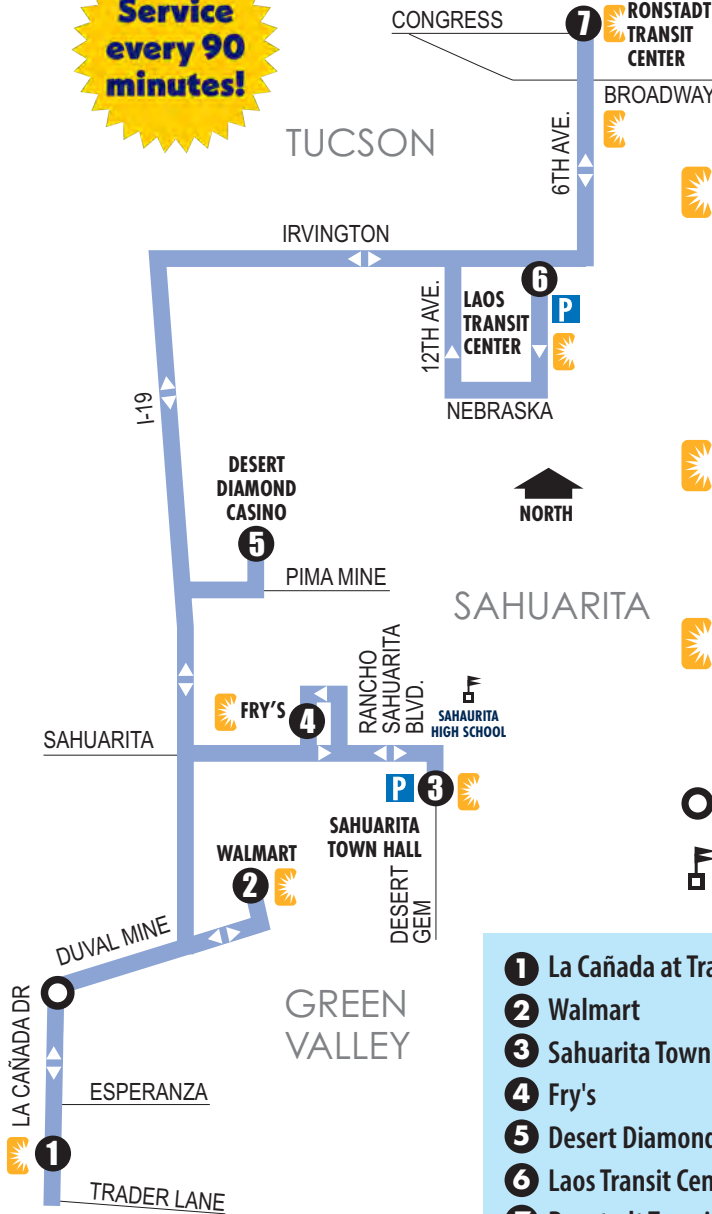 Service
every 90
minutes!
CONGRESS
7
RONSTADT
TRANSIT
CENTER
BROADWAY
TUCSON
6TH AVE.
IRVINGTON
6
LAOS
TRANSIT
CENTER
P
12TH AVE.
NEBRASKA
I-19
DESERT
DIAMOND
CASINO
5
NORTH
PIMA MINE
SAHUARITA
RANCHO
SAHUARITA
BLVD.
FRY'S
4
SAHAURITA
HIGH SCHOOL
SAHUARITA
P
3
SAHUARITA
TOWN HALL
WALMART
2
DESERT
GEM
DUVAL MINE
GREEN
VALLEY
LA CAÑADA DR
ESPERANZA
1
TRADER LANE
1 La Cañada at
2 Walmart
3 Sahuarita Town
4 Fry's
5 Desert Diamond
6 Laos Transit
7